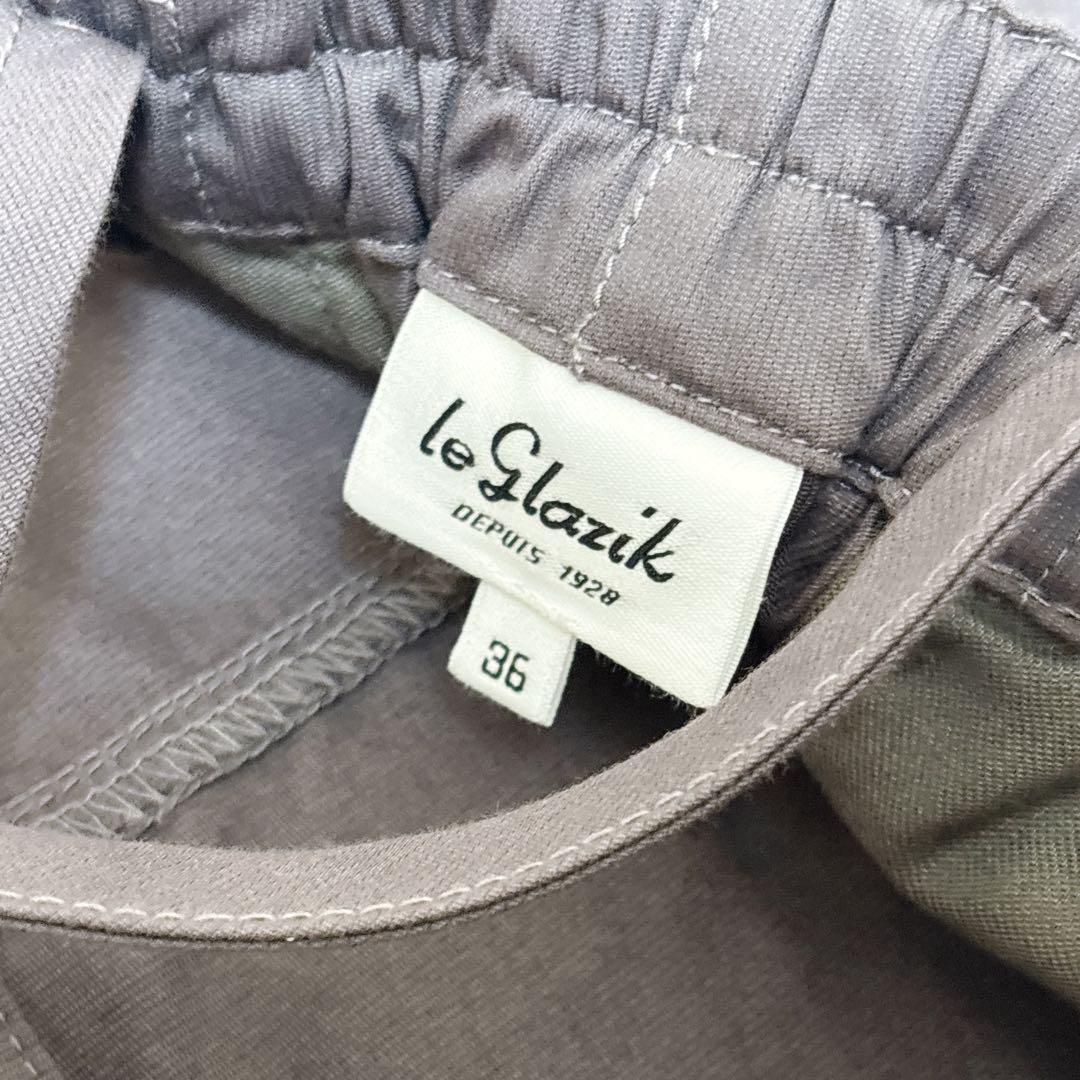 le Glazik
DEPUIS 1928
36